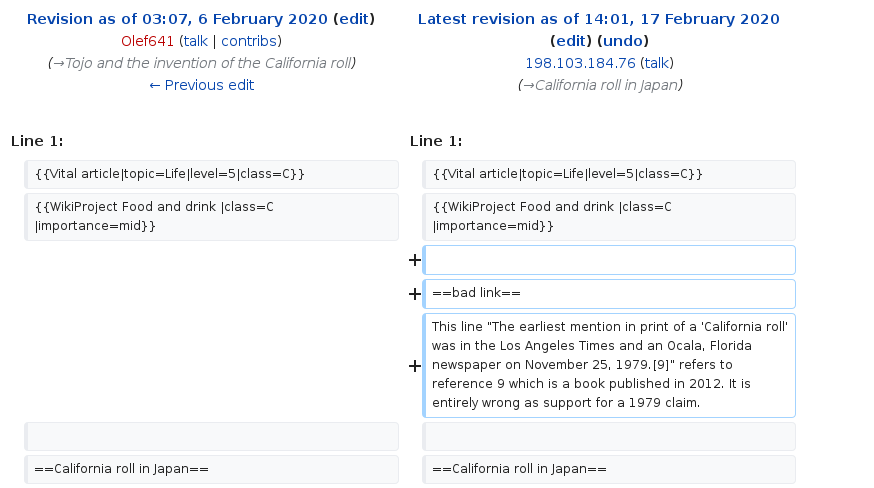 Revision as of 03:07, 6 February 2020 (edit)
Olef641 (talk | contribs)
(→Tojo and the invention of the California roll)
← Previous edit
Latest revision as of 14:01, 17 February 2020
(edit) (undo)
198.103.184.76 (talk)
(→California roll in Japan)
Line 1:
Line 1:
{{Vital article|topic=Life|level=5|class=C}}
{{Vital article|topic=Life|level=5|class=C}}
{{WikiProject Food and drink |class=C
|importance=mid}}
{{WikiProject Food and drink |class=C
|importance=mid}}
+
+ ==bad link==
+ This line "The earliest mention in print of a 'California roll'
was in the Los Angeles Times and an Ocala, Florida
newspaper on November 25, 1979.[9]" refers to
reference 9 which is a book published in 2012. It is
entirely wrong as support for a 1979 claim.
==California roll in Japan==
==California roll in Japan==